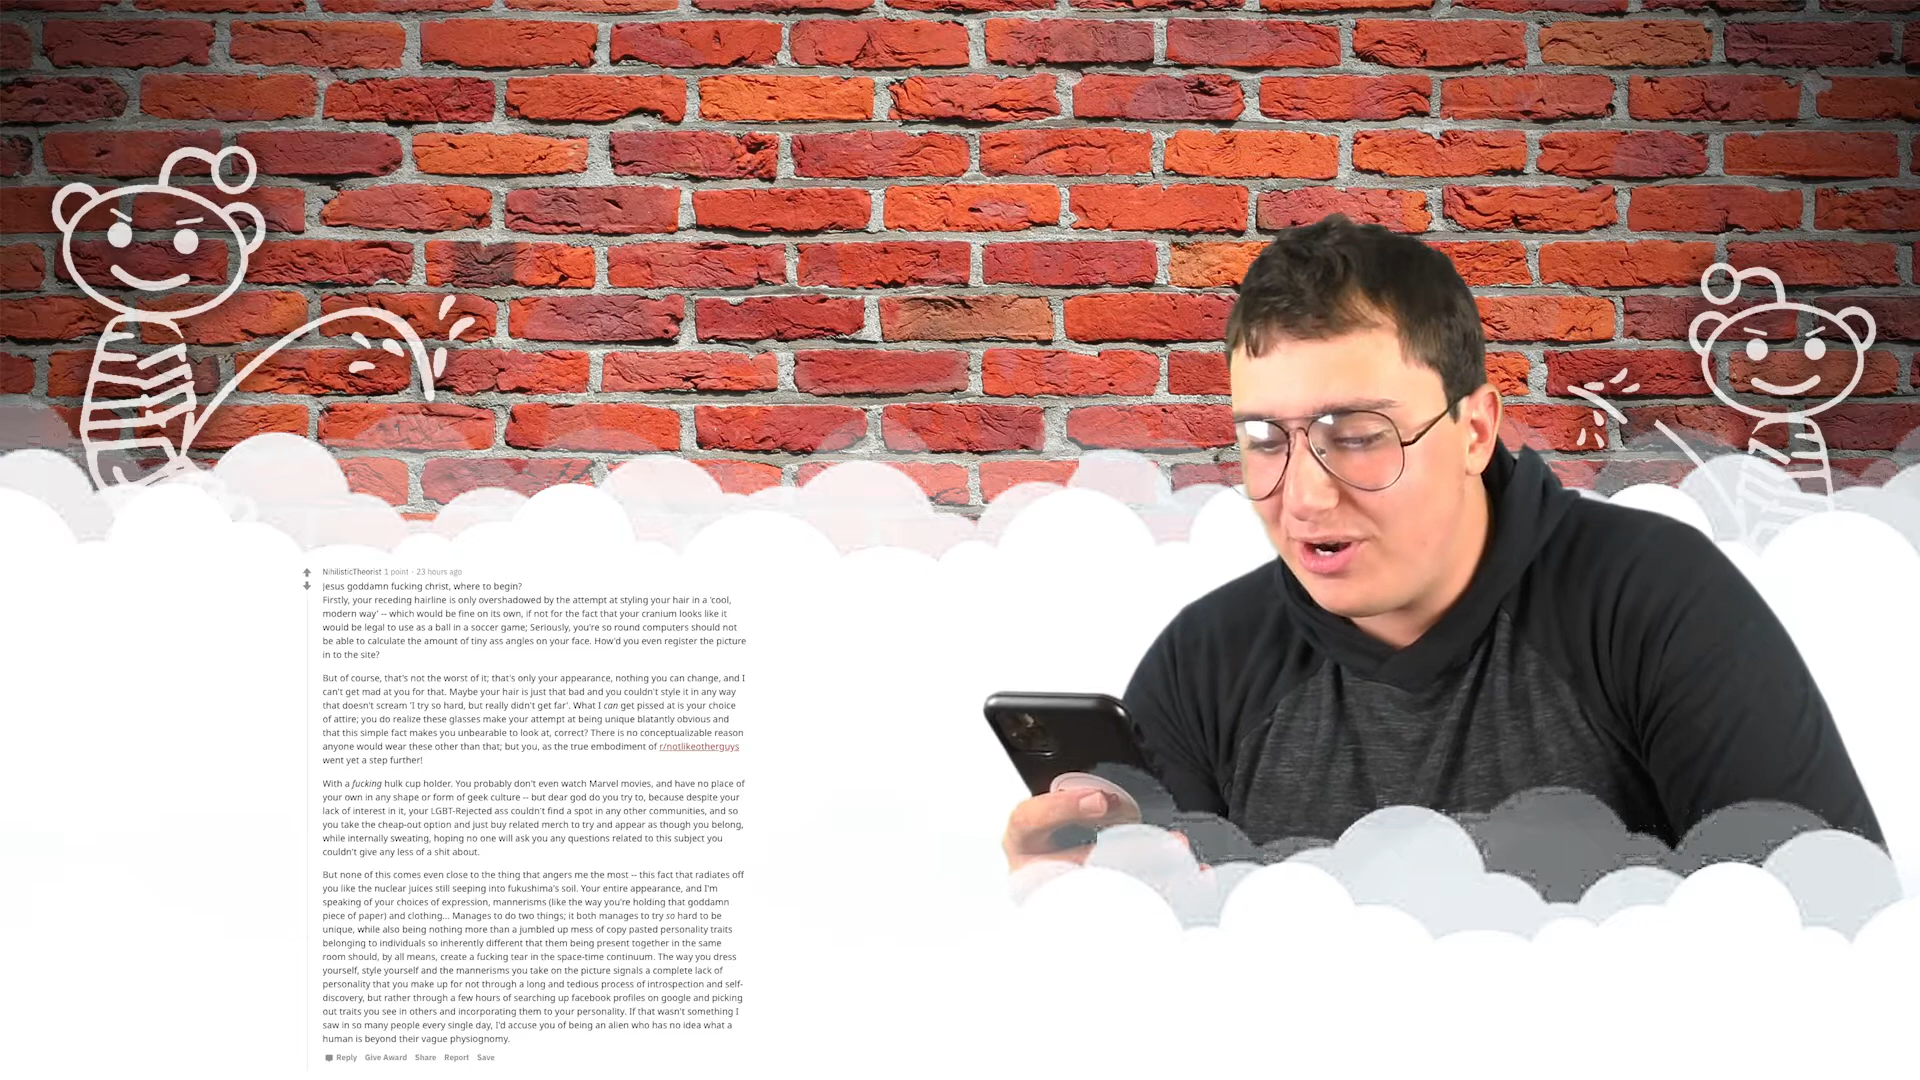 NihilisticTheorist 1 point · 23 hours ago
Jesus goddamn fucking christ, where to begin?
Firstly, your receding hairline is only overshadowed by the attempt at styling your hair in a 'cool,
modern way' -- which would be fine on its own, if not for the fact that your cranium looks like it
would be legal to use as a ball in a soccer game; Seriously, you're so round computers should not
be able to calculate the amount of tiny ass angles on your face. How'd you even register the picture
in to the site?
But of course, that's not the worst of it; that's only your appearance, nothing you can change, and I
can't get mad at you for that. Maybe your hair is just that bad and you couldn't style it in any way
that doesn't scream 'I try so hard, but really didn't get far'. What I can get pissed at is your choice
of attire; you do realize these glasses make your attempt at being unique blatantly obvious and
that this simple fact makes you unbearable to look at, correct? There is no conceptualizable reason
anyone would wear these other than that; but you, as the true embodiment of r/notlikeotherguys
went yet a step further!
With a fucking hulk cup holder. You probably don't even watch Marvel movies, and have no place of
your own in any shape or form of geek culture -- but dear god do you try to, because despite your
lack of interest in it, your LGBT-Rejected ass couldn't find a spot in any other communities, and so
you take the cheap-out option and just buy related merch to try and appear as though you belong,
while internally sweating, hoping no one will ask you any questions related to this subject you
couldn't give any less of a shit about.
But none of this comes even close to the thing that angers me the most -- this fact that radiates off
you like the nuclear juices still seeping into fukushima's soil. Your entire appearance, and I'm
speaking of your choices of expression, mannerisms (like the way you're holding that goddamn
piece of paper) and clothing... Manages to do two things; it both manages to try so hard to be
unique, while also being nothing more than a jumbled up mess of copy pasted personality traits
belonging to individuals so inherently different that them being present together in the same
room should, by all means, create a fucking tear in the space-time continuum. The way you dress
yourself, style yourself and the mannerisms you take on the picture signals a complete lack of
personality that you make up for not through a long and tedious process of introspection and self-
discovery, but rather through a few hours of searching up facebook profiles on google and picking
out traits you see in others and incorporating them to your personality. If that wasn't something I
saw in so many people every single day, I'd accuse you of being an alien who has no idea what a
human is beyond their vague physiognomy.
Reply Give Award Share Report Save